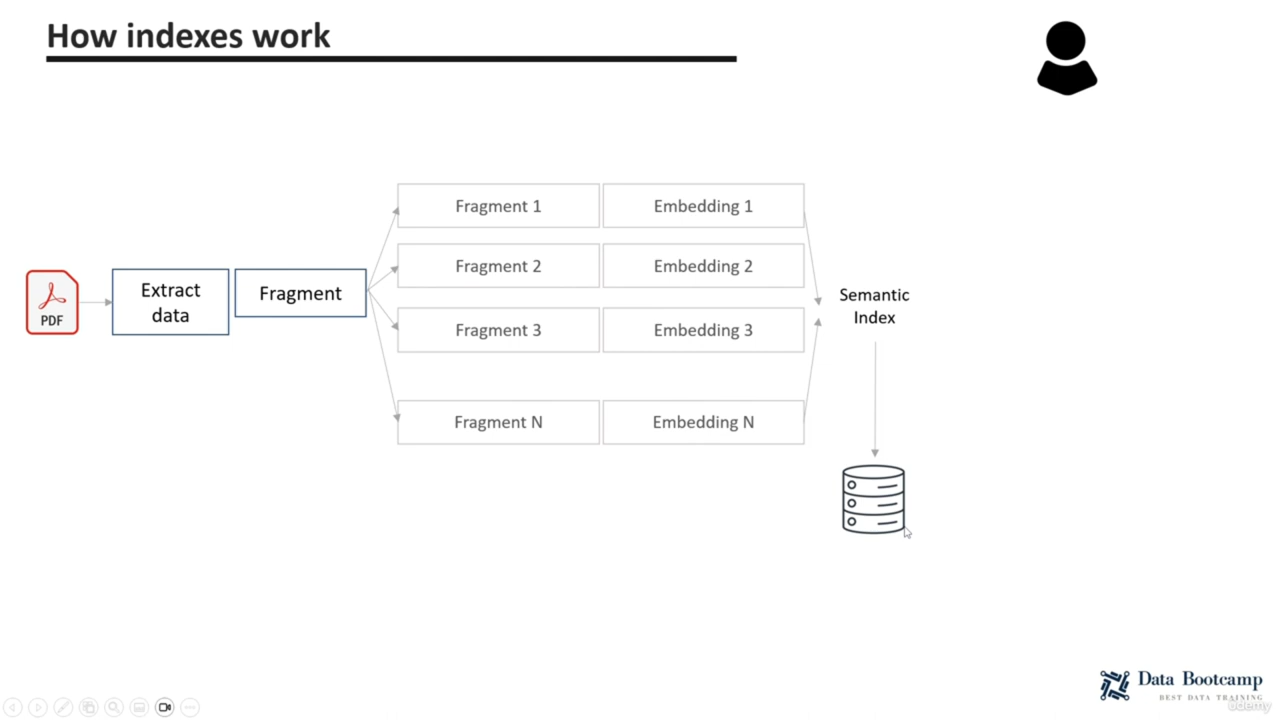 How indexes work
PDF
Extract
data
Fragment
Fragment 1
Embedding 1
Fragment 2
Embedding 2
Fragment 3
Embedding 3
Fragment N
Embedding N
Semantic
Index
Data Bootcamp
BEST DATA TRAINING
udemy